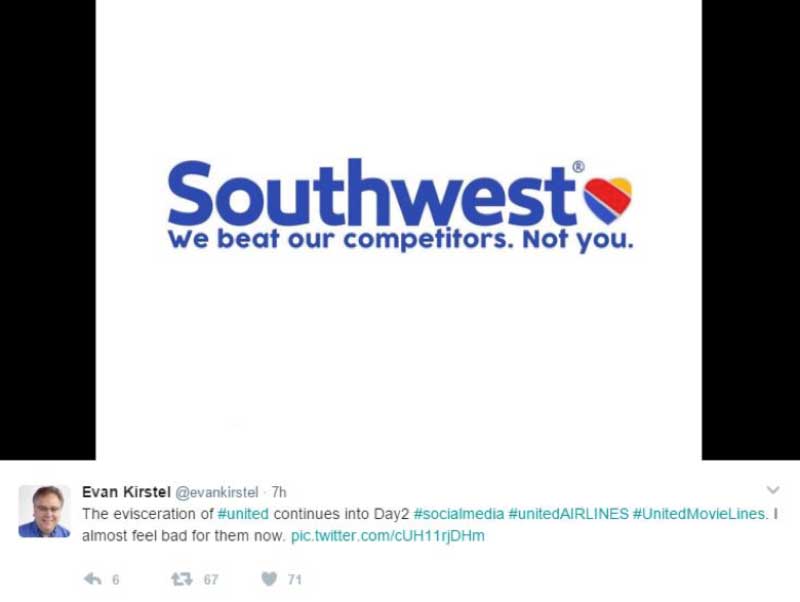 Southwest®
We beat our competitors. Not you.
Evan Kirstel @evankirstel · 7h
The evisceration of #united continues into Day2 #socialmedia #unitedAIRLINES #UnitedMovieLines. I
almost feel bad for them now. pic.twitter.com/cUH11rjDHm
6 67 71